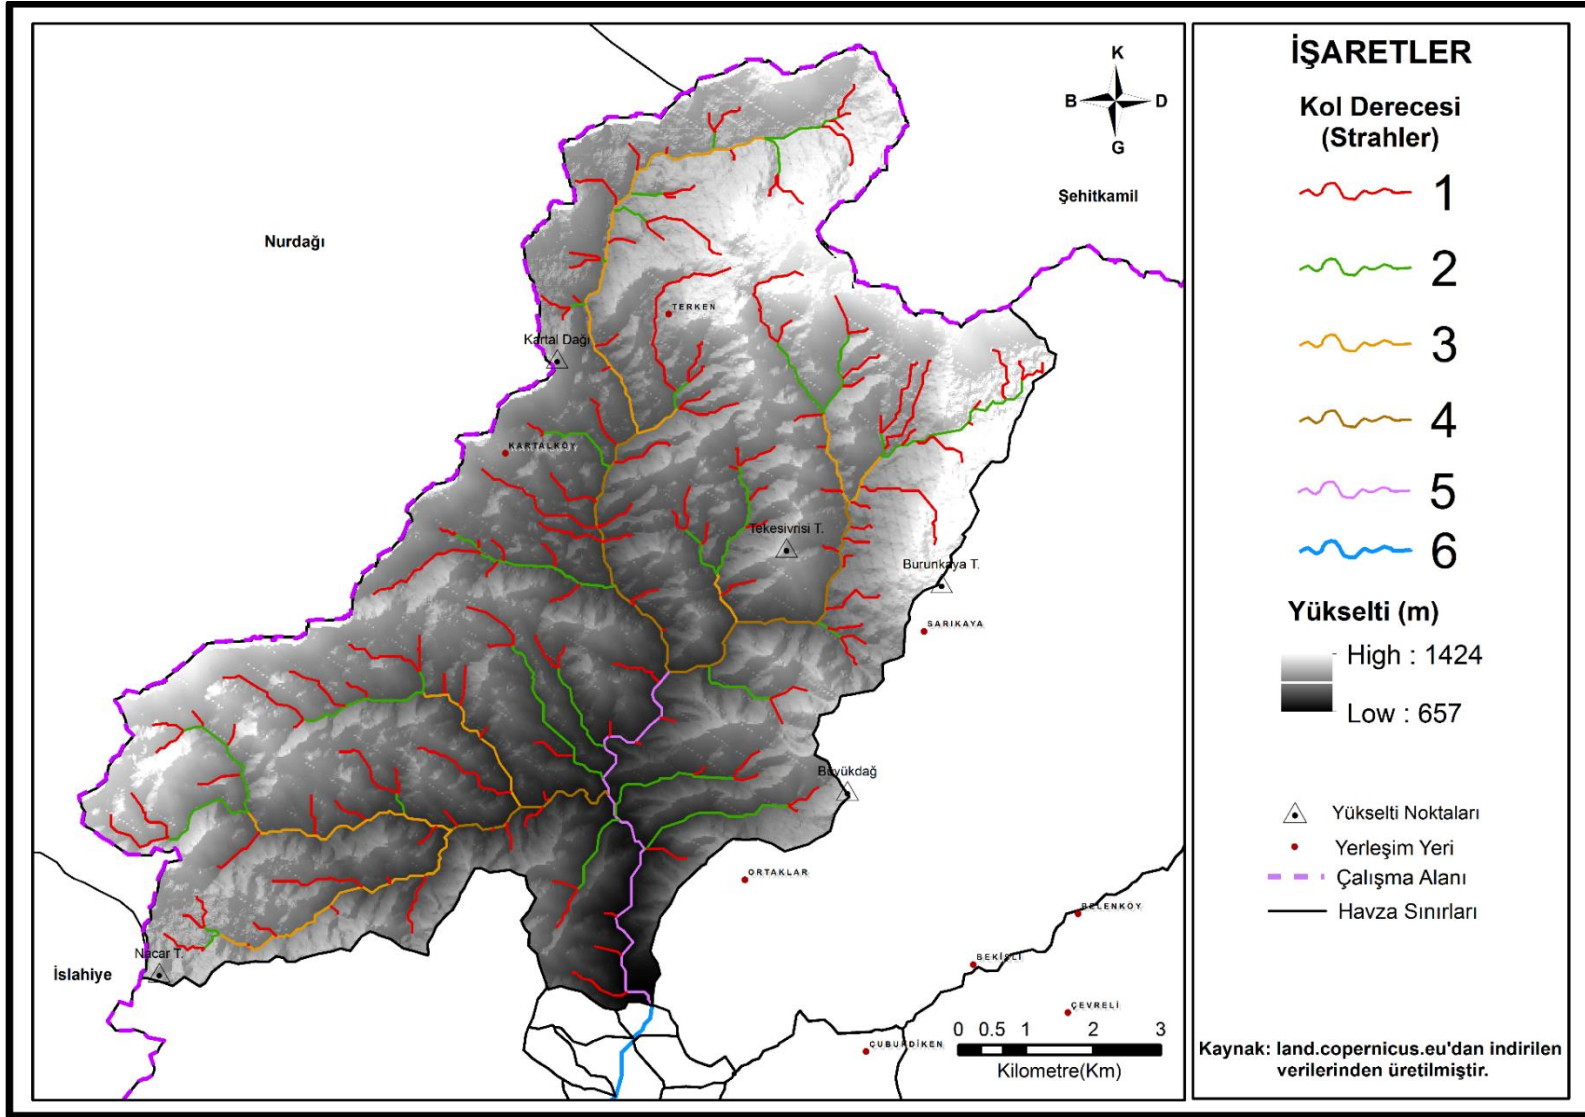 K
B
D
G
Şehitkamil
Nurdağı
TERKEN
Kartal Dağı
KARTALKÖY
Tekesivrisi T.
Burunkaya T.
SARIKAYA
Büyükdağ
ORTAKLAR
BELENKÖY
Nacar T.
İslahiye
BEKİŞLİ
ÇEVRELİ
ÇUBURDİKEN
0 0.5 1 2 3
Kilometre(Km)
İŞARETLER
Kol Derecesi
(Strahler)
1
2
3
4
5
6
Yükselti (m)
High : 1424
Low : 657
Yükselti Noktaları
Yerleşim Yeri
Çalışma Alanı
Havza Sınırları
Kaynak: land.copernicus.eu'dan indirilen
verilerinden üretilmiştir.